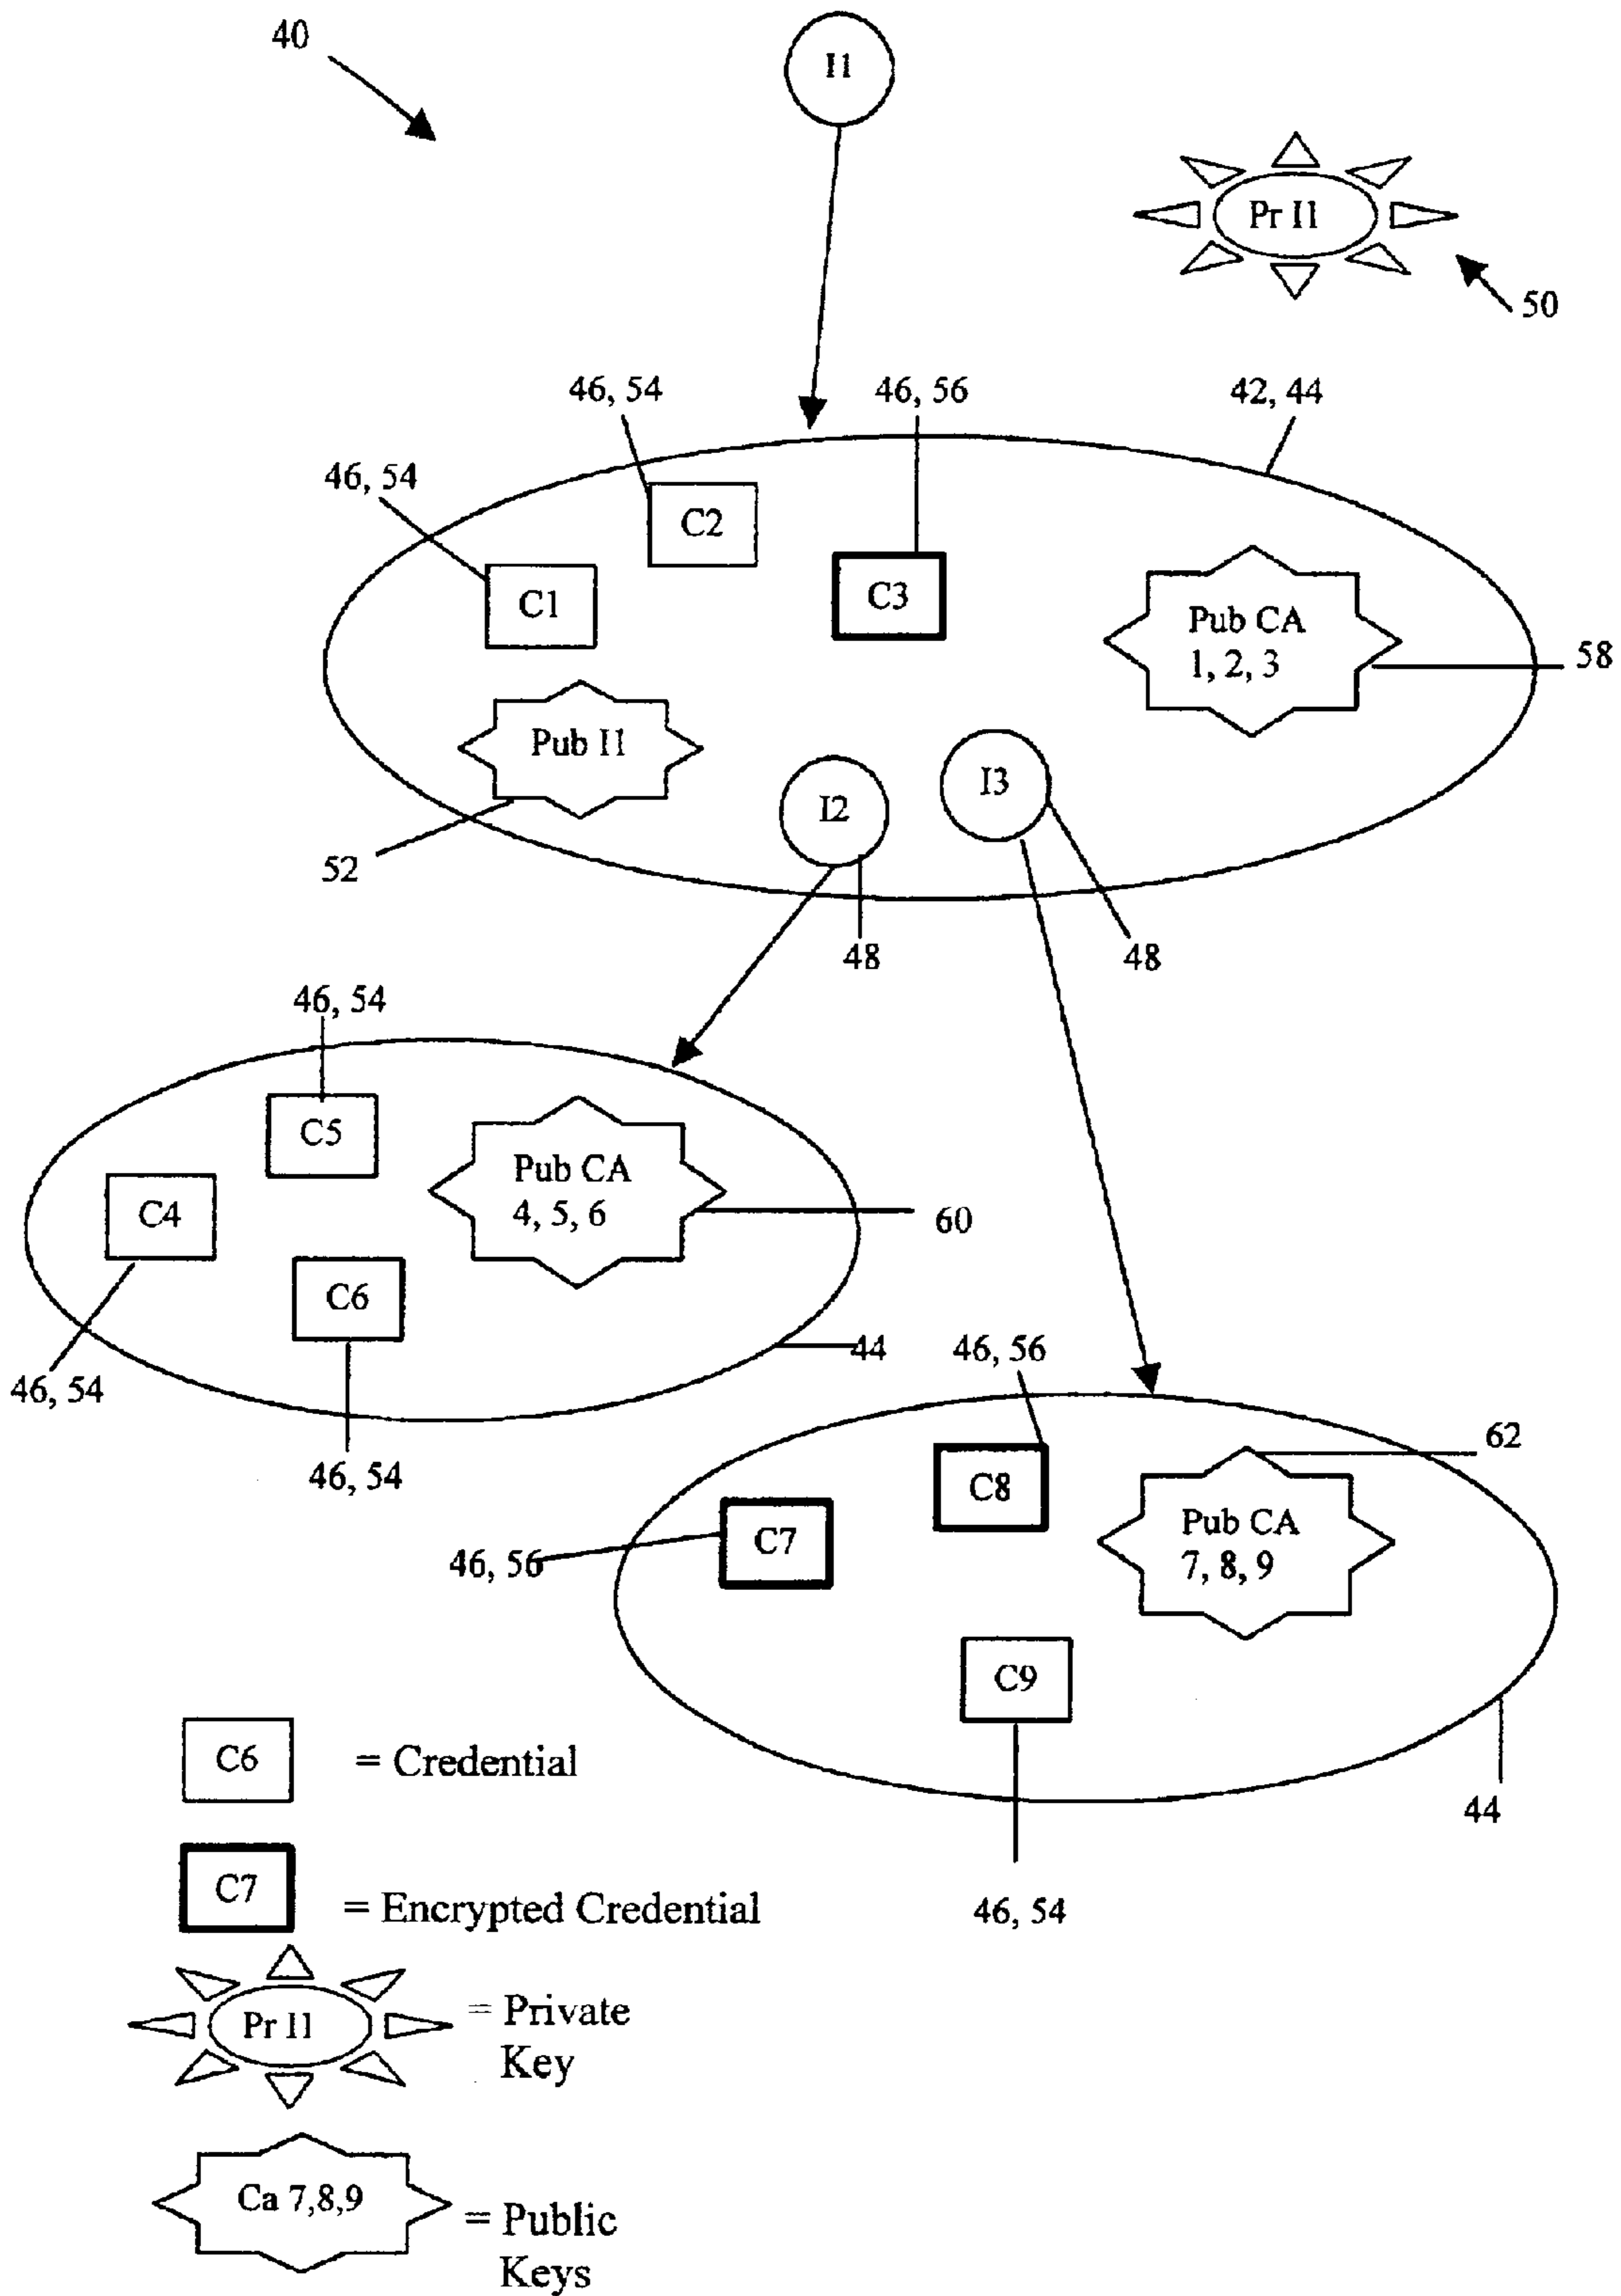 40
I1
Pr I1
50
46, 54
46, 56
42, 44
46, 54
C2
C1
C3
Pub CA
1, 2, 3
58
Pub I1
I2
I3
52
48
48
46, 54
C5
Pub CA
4, 5, 6
C4
60
C6
44
46, 56
46, 54
46, 54
62
C8
Pub CA
7, 8, 9
C7
46, 56
C9
44
46, 54
C6
= Credential
C7
= Encrypted Credential
Pr I1
= Private
Key
Ca 7,8,9
= Public
Keys